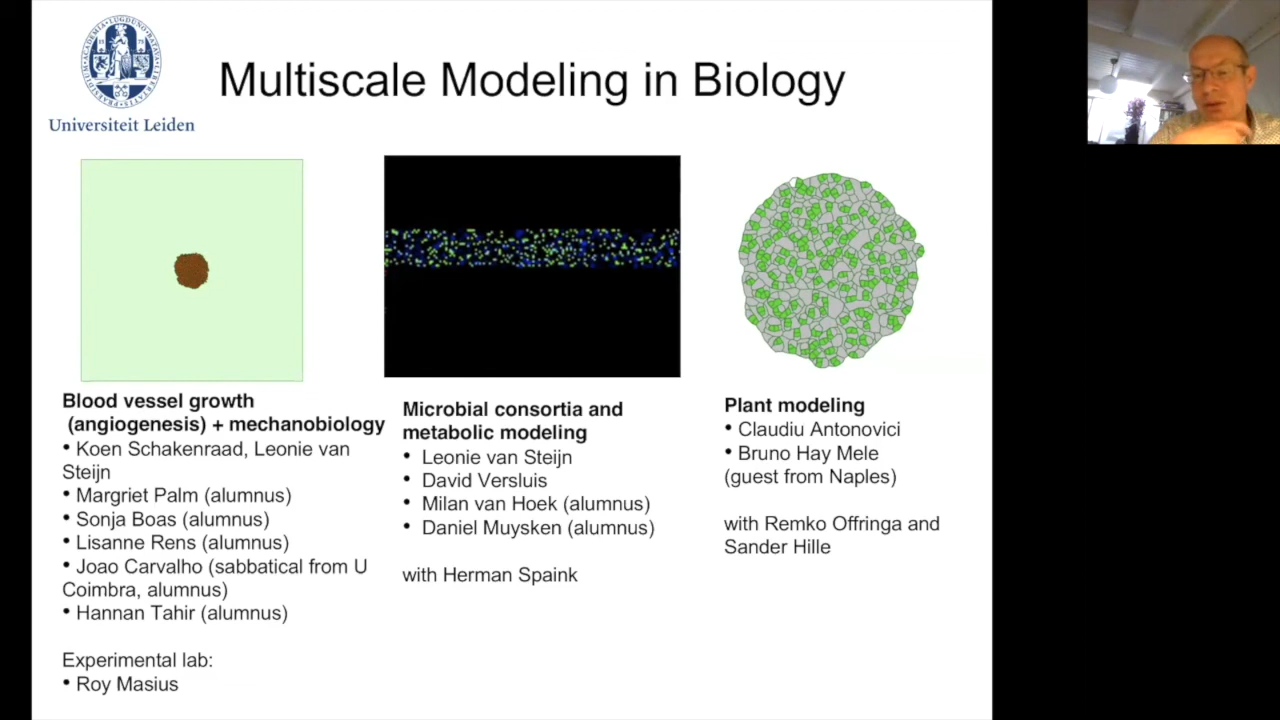 Universiteit Leiden
Multiscale Modeling in Biology
Blood vessel growth
(angiogenesis) + mechanobiology
• Koen Schakenraad, Leonie van
Steijn
• Margriet Palm (alumnus)
• Sonja Boas (alumnus)
• Lisanne Rens (alumnus)
• Joao Carvalho (sabbatical from U
Coimbra, alumnus)
• Hannan Tahir (alumnus)
Experimental lab:
• Roy Masius
Microbial consortia and
metabolic modeling
• Leonie van Steijn
• David Versluis
• Milan van Hoek (alumnus)
• Daniel Muysken (alumnus)
with Herman Spaink
Plant modeling
• Claudiu Antonovici
• Bruno Hay Mele
(guest from Naples)
with Remko Offringa and
Sander Hille